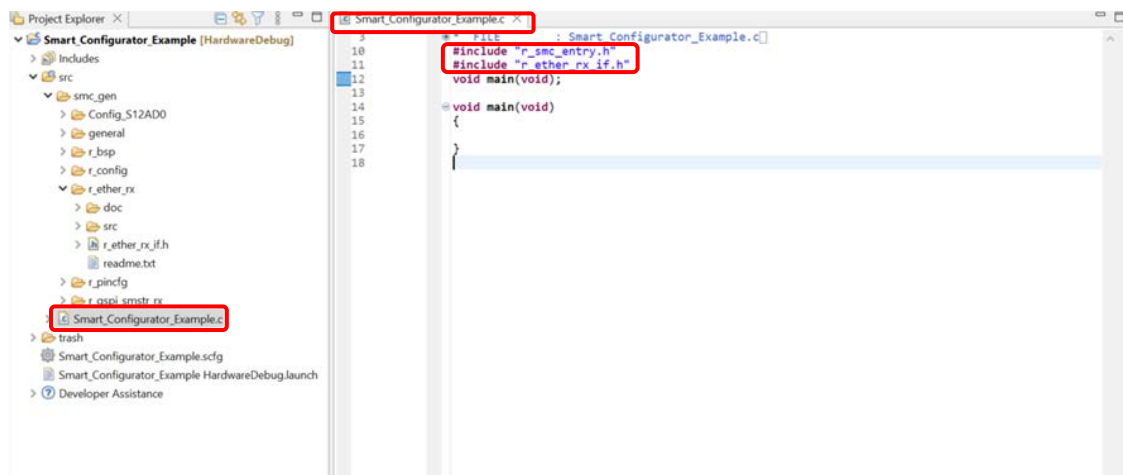 Project Explorer
Smart_Configurator_Example [HardwareDebug]
Includes
src
smc_gen
Config_S12AD0
general
r_bsp
r_config
r_ether_rx
doc
src
r_ether_rx_if.h
readme.txt
r_pincfg
r_qspi_smstr_rx
Smart_Configurator_Example.c
trash
Smart_Configurator_Example.scfg
Smart_Configurator_Example HardwareDebug.launch
Developer Assistance
Smart_Configurator_Example.c
3 * FILE : Smart_Configurator_Example.c
10 #include "r_smc_entry.h"
11 #include "r_ether_rx_if.h"
12 void main(void);
13
14 void main(void)
15 {
16
17 }
18